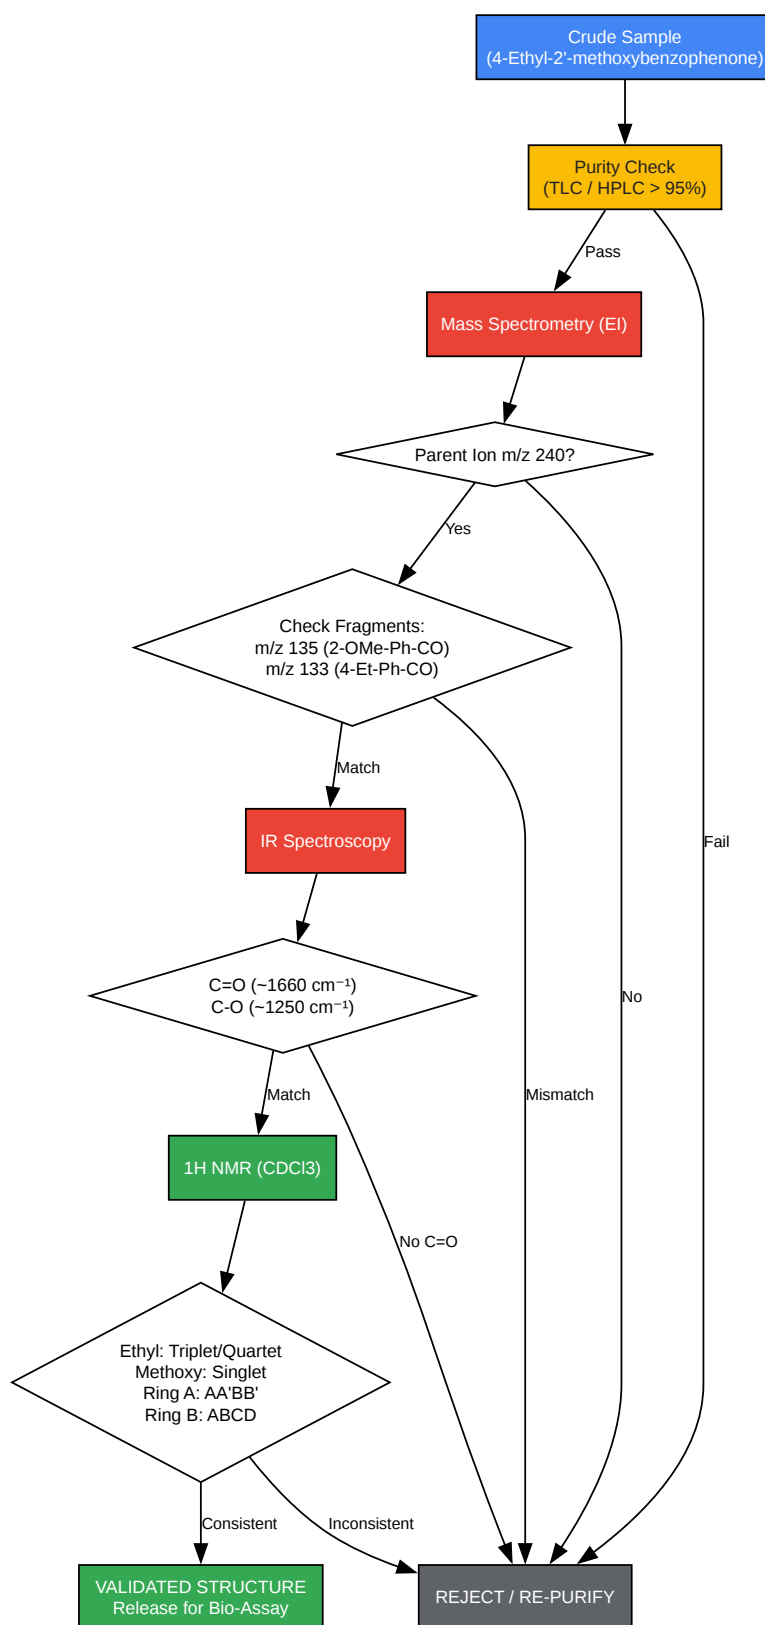 Crude Sample
(4-Ethyl-2'-methoxybenzophenone)
Purity Check
(TLC / HPLC > 95%)
Pass
Mass Spectrometry (EI)
Parent Ion m/z 240?
Yes
Check Fragments:
m/z 135 (2-OMe-Ph-CO)
m/z 133 (4-Et-Ph-CO)
Match
IR Spectroscopy
Fail
C=O (~1660 cm⁻¹)
C-O (~1250 cm⁻¹)
No
Match
Mismatch
1H NMR (CDCl3)
No C=O
Ethyl: Triplet/Quartet
Methoxy: Singlet
Ring A: AA'BB'
Ring B: ABCD
Consistent
Inconsistent
VALIDATED STRUCTURE
Release for Bio-Assay
REJECT / RE-PURIFY